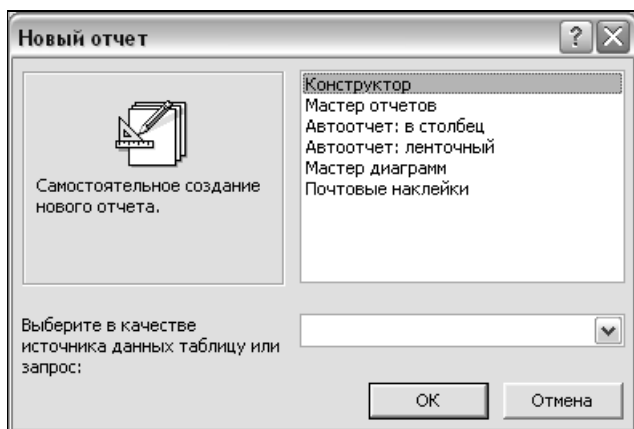 Новый отчет
?
Конструктор
Мастер отчетов
Автоотчет: в столбец
Автоотчет: ленточный
Мастер диаграмм
Почтовые наклейки
Самостоятельное создание
нового отчета.
Выберите в качестве
источника данных таблицу или
запрос:
ОК
Отмена